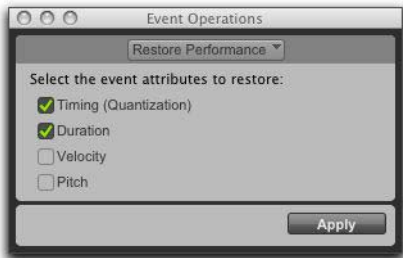 Event Operations
Restore Performance
Select the event attributes to restore:
Timing (Quantization)
Duration
Velocity
Pitch
Apply